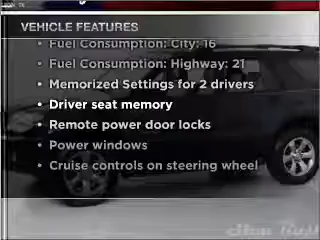 VEHICLE FEATURES
• Fuel Consumption: City: 16
• Fuel Consumption: Highway: 21
• Memorized Settings for 2 drivers
• Driver seat memory
• Remote power door locks
• Power windows
• Cruise controls on steering wheel